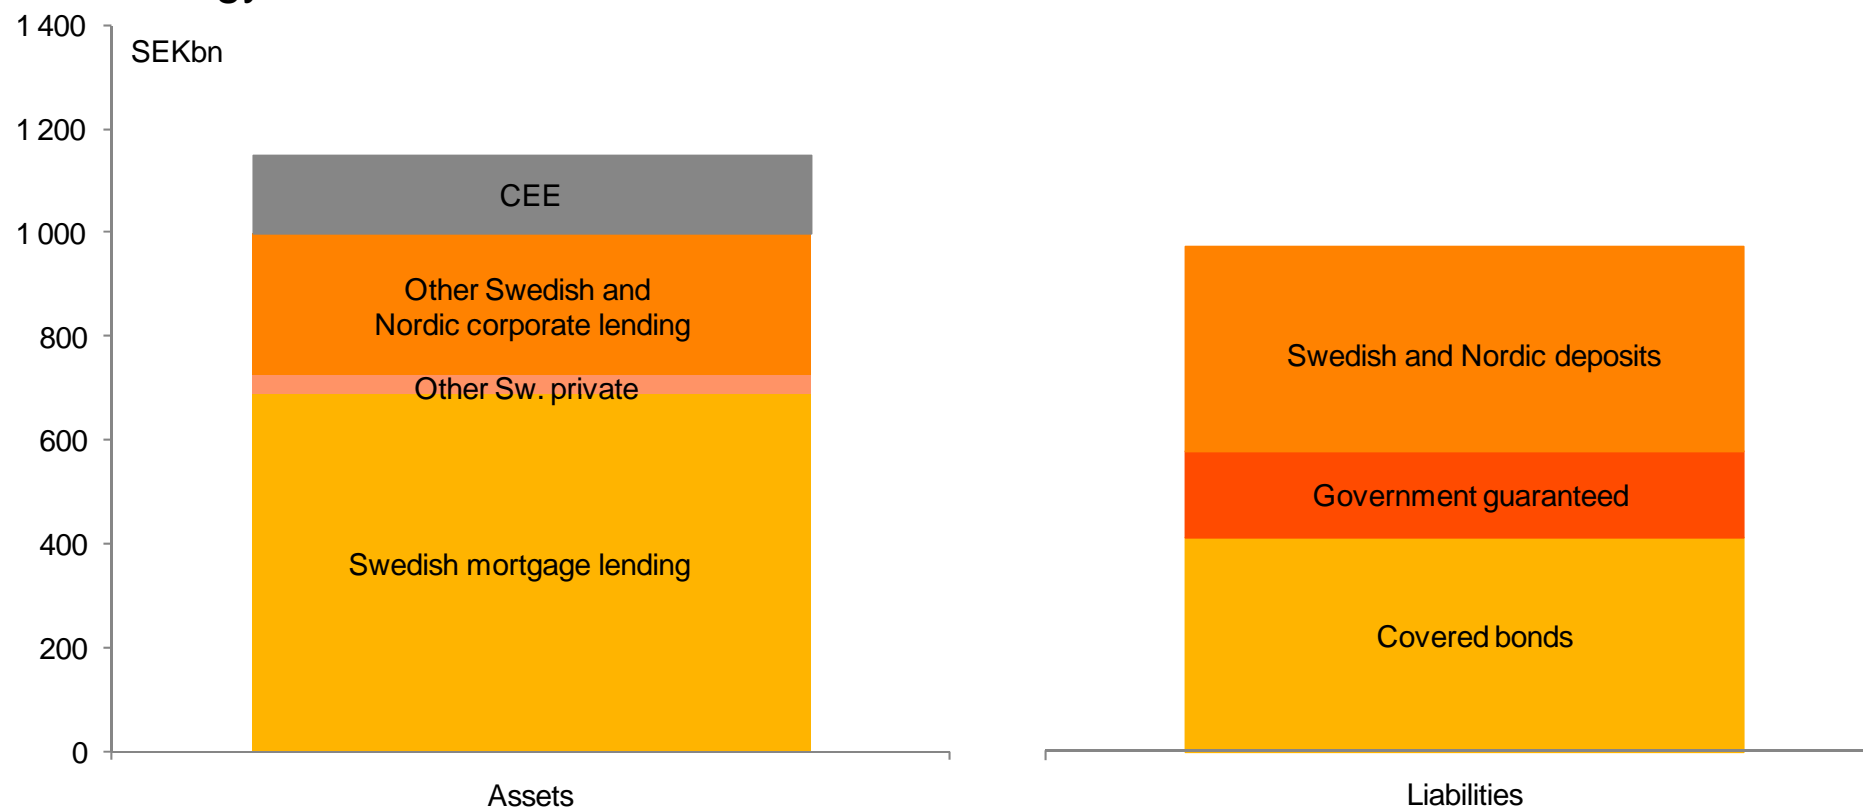 1 400
SEKbn
1 200
1 000
800
600
400
200
0
CEE
Other Swedish and
Nordic corporate lending
Other Sw. private
Swedish mortgage lending
Assets
Swedish and Nordic deposits
Government guaranteed
Covered bonds
Liabilities